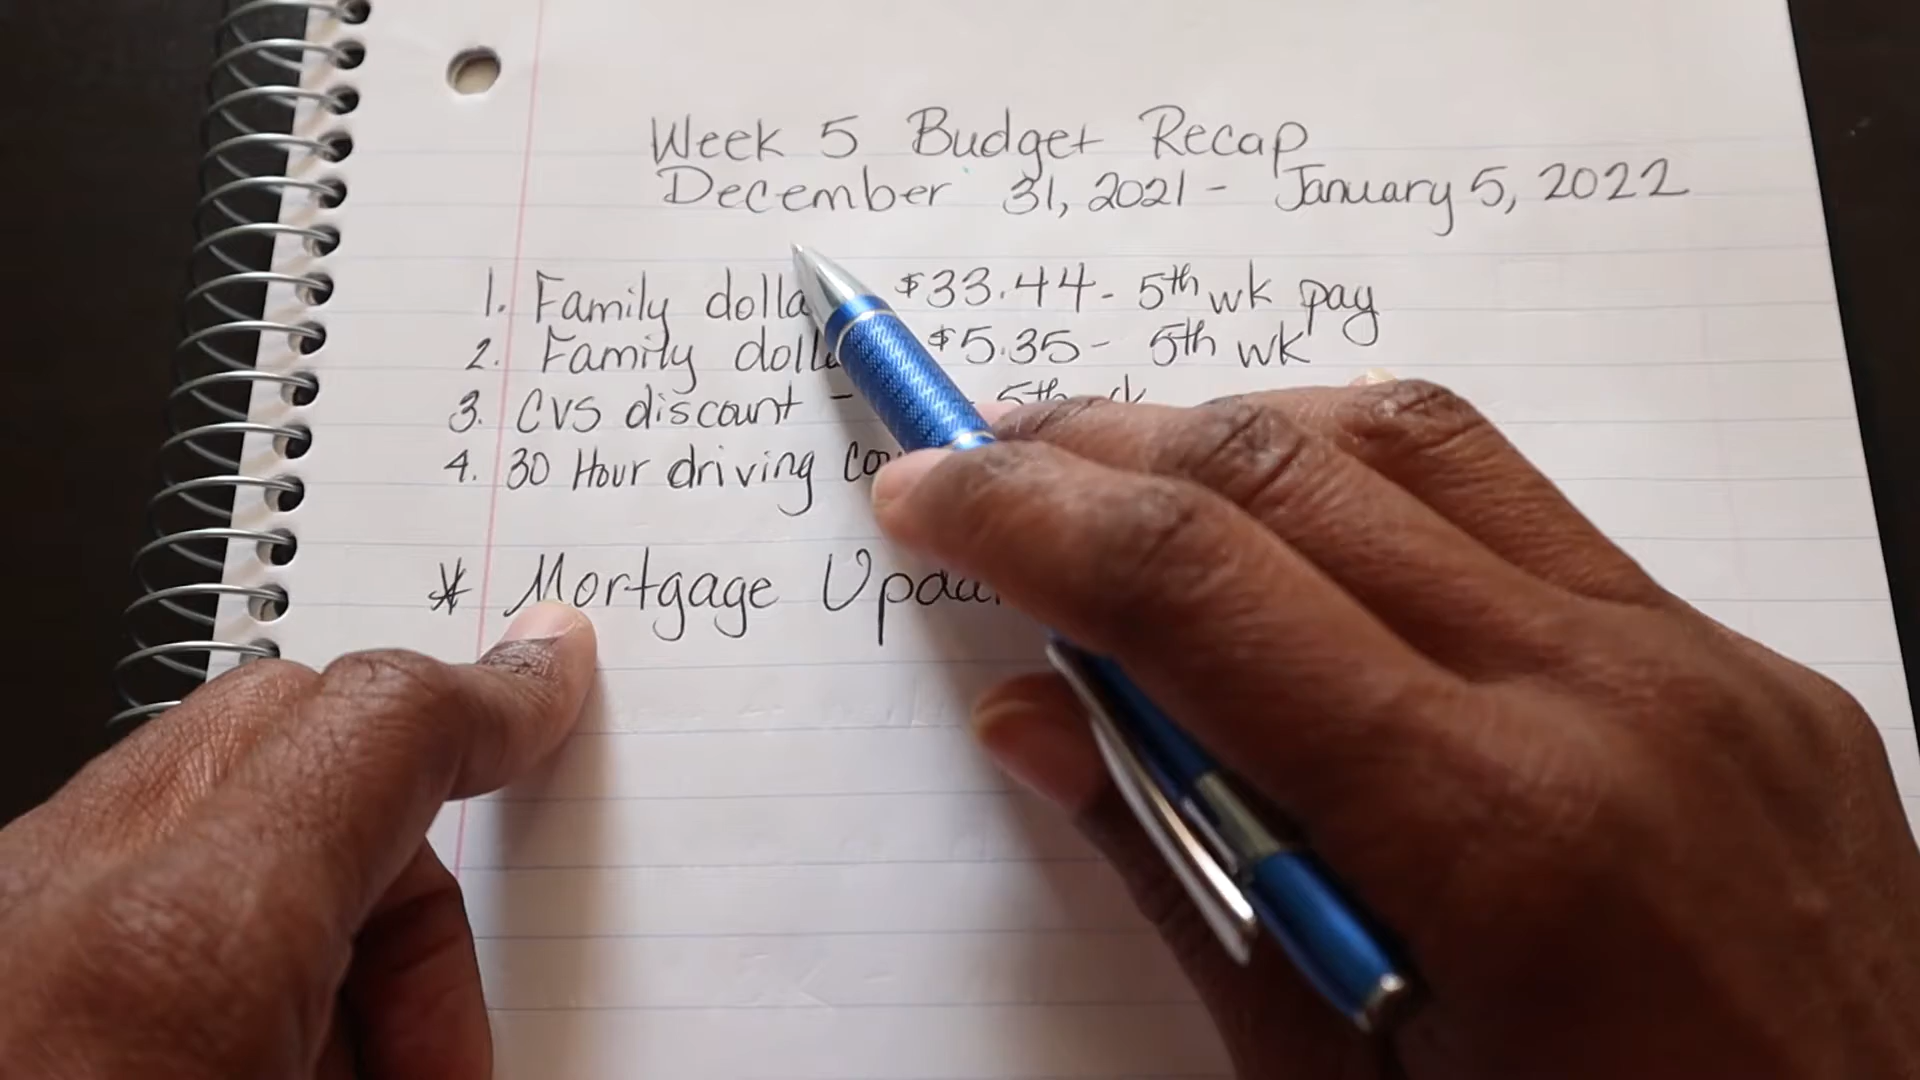 Week 5 Budget Recap
December 31, 2021 - January 5, 2022
1. Family $33.44 - 5th wk pay
2. Family $5.35 - 5th wk
3. CVS discount - 5th
4. 30 Hour driving
* Mortgage